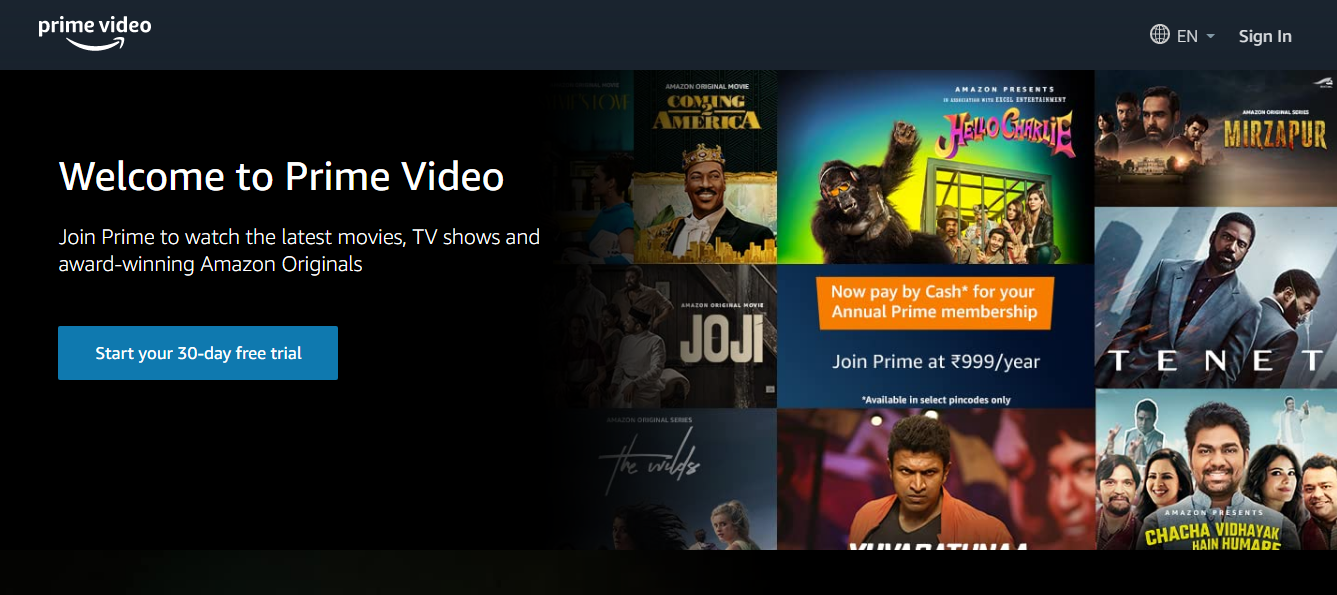 prime video
EN
Sign In
Welcome to Prime Video
Join Prime to watch the latest movies, TV shows and
award-winning Amazon Originals
Start your 30-day free trial
AMAZON ORIGINAL MOVIE
COMING
2
AMERICA
AMAZON PRESENTS
IN ASSOCIATION WITH EXCEL ENTERTAINMENT
HELLO CHARLIE
AMAZON ORIGINAL SERIES
MIRZAPUR
AMAZON ORIGINAL MOVIE
JOJI
Now pay by Cash* for your
Annual Prime membership
Join Prime at ₹999/year
*Available in select pincodes only
TENET
AMAZON ORIGINAL SERIES
the wilds
YUVARATHNAA
AMAZON PRESENTS
CHACHA VIDHAYAK
HAIN HUMARE